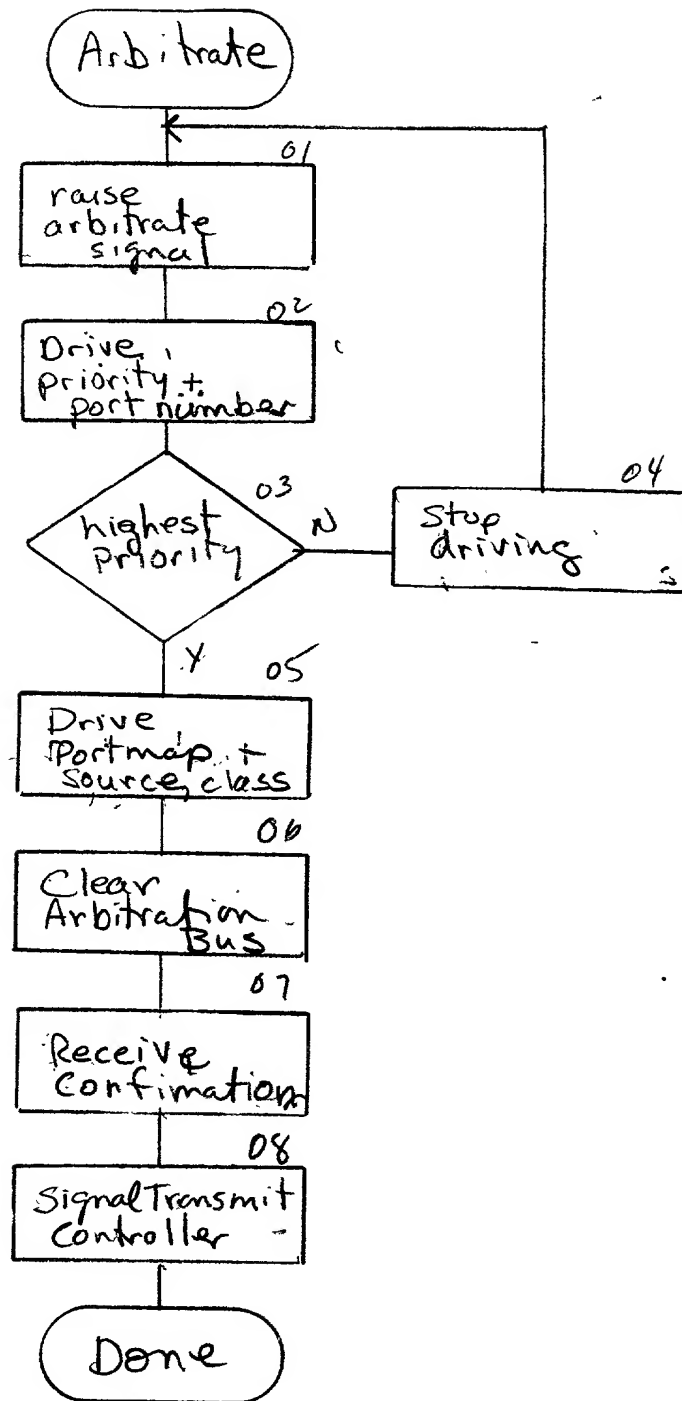 Arbitrate
01
raise
arbitrate
signal
02
Drive
priority +
port number
03
highest
priority
N
04
Stop
driving
Y
05
Drive
Portmap +
source class
06
Clear
Arbitration
Bus
07
Receive
Confimation
08
Signal Transmit
Controller
Done